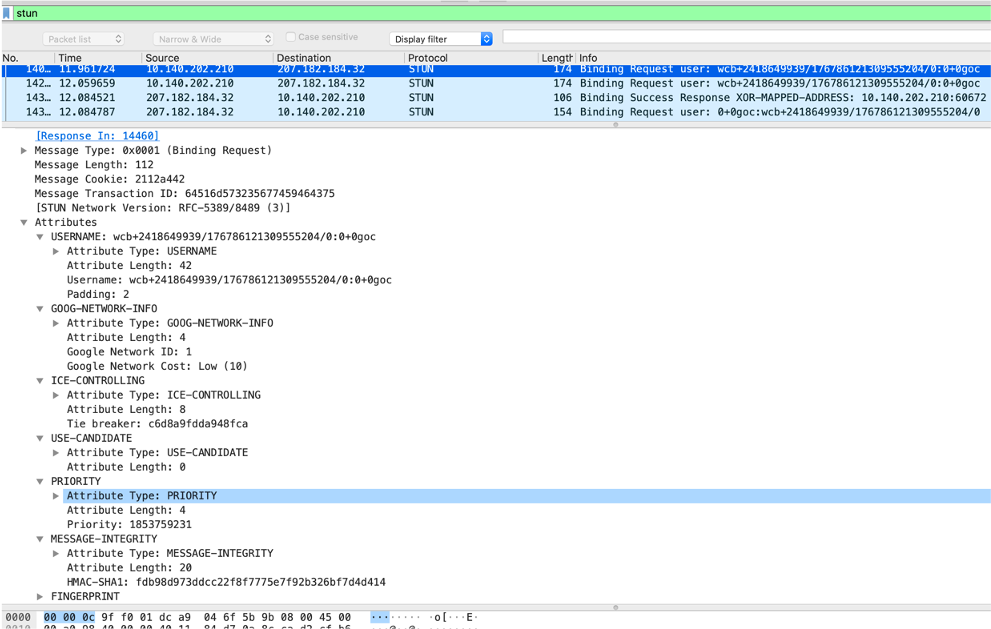 stun
Packet list Narrow & Wide Case sensitive Display filter
No. Time Source Destination Protocol Length Info
140… 11.961724 10.140.202.210 207.182.184.32 STUN 174 Binding Request user: wcb+2418649939/176786121309555204/0:0+0goc
142… 12.059659 10.140.202.210 207.182.184.32 STUN 174 Binding Request user: wcb+2418649939/176786121309555204/0:0+0goc
143… 12.084521 207.182.184.32 10.140.202.210 STUN 106 Binding Success Response XOR-MAPPED-ADDRESS: 10.140.202.210:60672
143… 12.084787 207.182.184.32 10.140.202.210 STUN 154 Binding Request user: 0+0goc:wcb+2418649939/176786121309555204/0
[Response In: 14460]
Message Type: 0x0001 (Binding Request)
Message Length: 112
Message Cookie: 2112a442
Message Transaction ID: 64516d573235677459464375
[STUN Network Version: RFC-5389/8489 (3)]
Attributes
USERNAME: wcb+2418649939/176786121309555204/0:0+0goc
Attribute Type: USERNAME
Attribute Length: 42
Username: wcb+2418649939/176786121309555204/0:0+0goc
Padding: 2
GOOG-NETWORK-INFO
Attribute Type: GOOG-NETWORK-INFO
Attribute Length: 4
Google Network ID: 1
Google Network Cost: Low (10)
ICE-CONTROLLING
Attribute Type: ICE-CONTROLLING
Attribute Length: 8
Tie breaker: c6d8a9fdda948fca
USE-CANDIDATE
Attribute Type: USE-CANDIDATE
Attribute Length: 0
PRIORITY
Attribute Type: PRIORITY
Attribute Length: 4
Priority: 1853759231
MESSAGE-INTEGRITY
Attribute Type: MESSAGE-INTEGRITY
Attribute Length: 20
HMAC-SHA1: fdb98d973ddcc22f8f7775e7f92b326bf7d4d414
FINGERPRINT
0000 00 00 0c 9f f0 01 dc a9 04 6f 5b 9b 08 00 45 00 ········ ·o[···E·